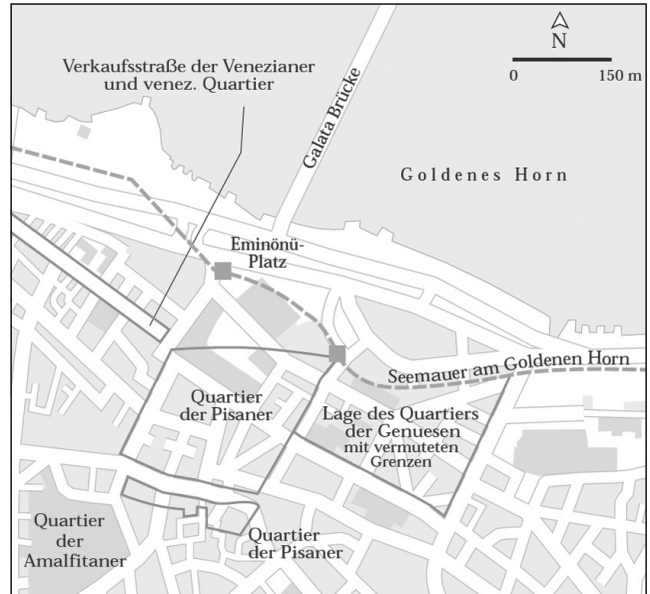 Verkaufsstraße der Venezianer
und venez. Quartier
N
0 150 m
Galata Brücke
Goldenes Horn
Eminönü-
Platz
Seemauer am Goldenen Horn
Quartier
der Pisaner
Lage des Quartiers
der Genuesen
mit vermuteten
Grenzen
Quartier
der
Amalfitaner
Quartier
der Pisaner